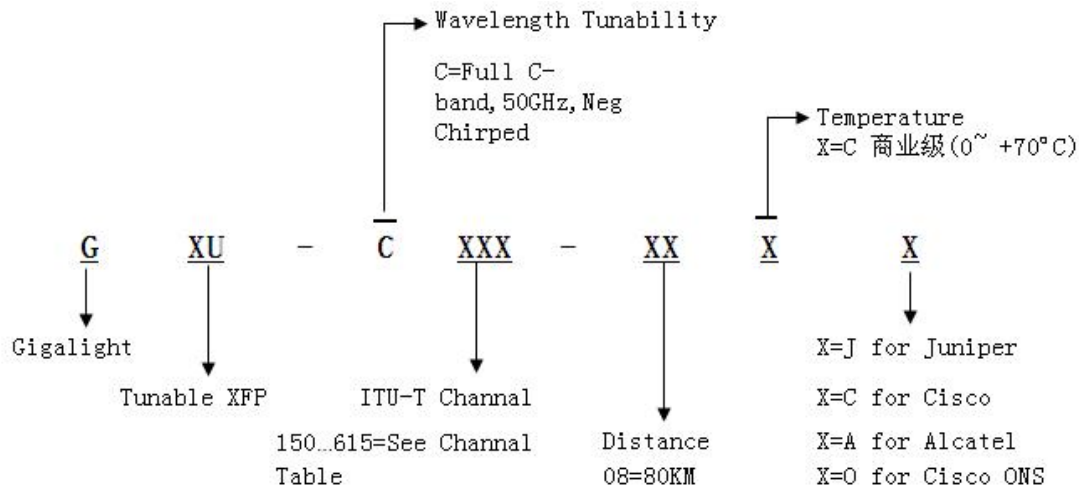 Wavelength Tunability
C=Full C-
band,50GHz,Neg
Chirped
Temperature
X=C 商业级(0~ +70°C)
G XU - C XXX - XX X X
Gigalight
Tunable XFP
ITU-T Channal
150…615=See Channal
Table
Distance
08=80KM
X=J for Juniper
X=C for Cisco
X=A for Alcatel
X=O for Cisco ONS